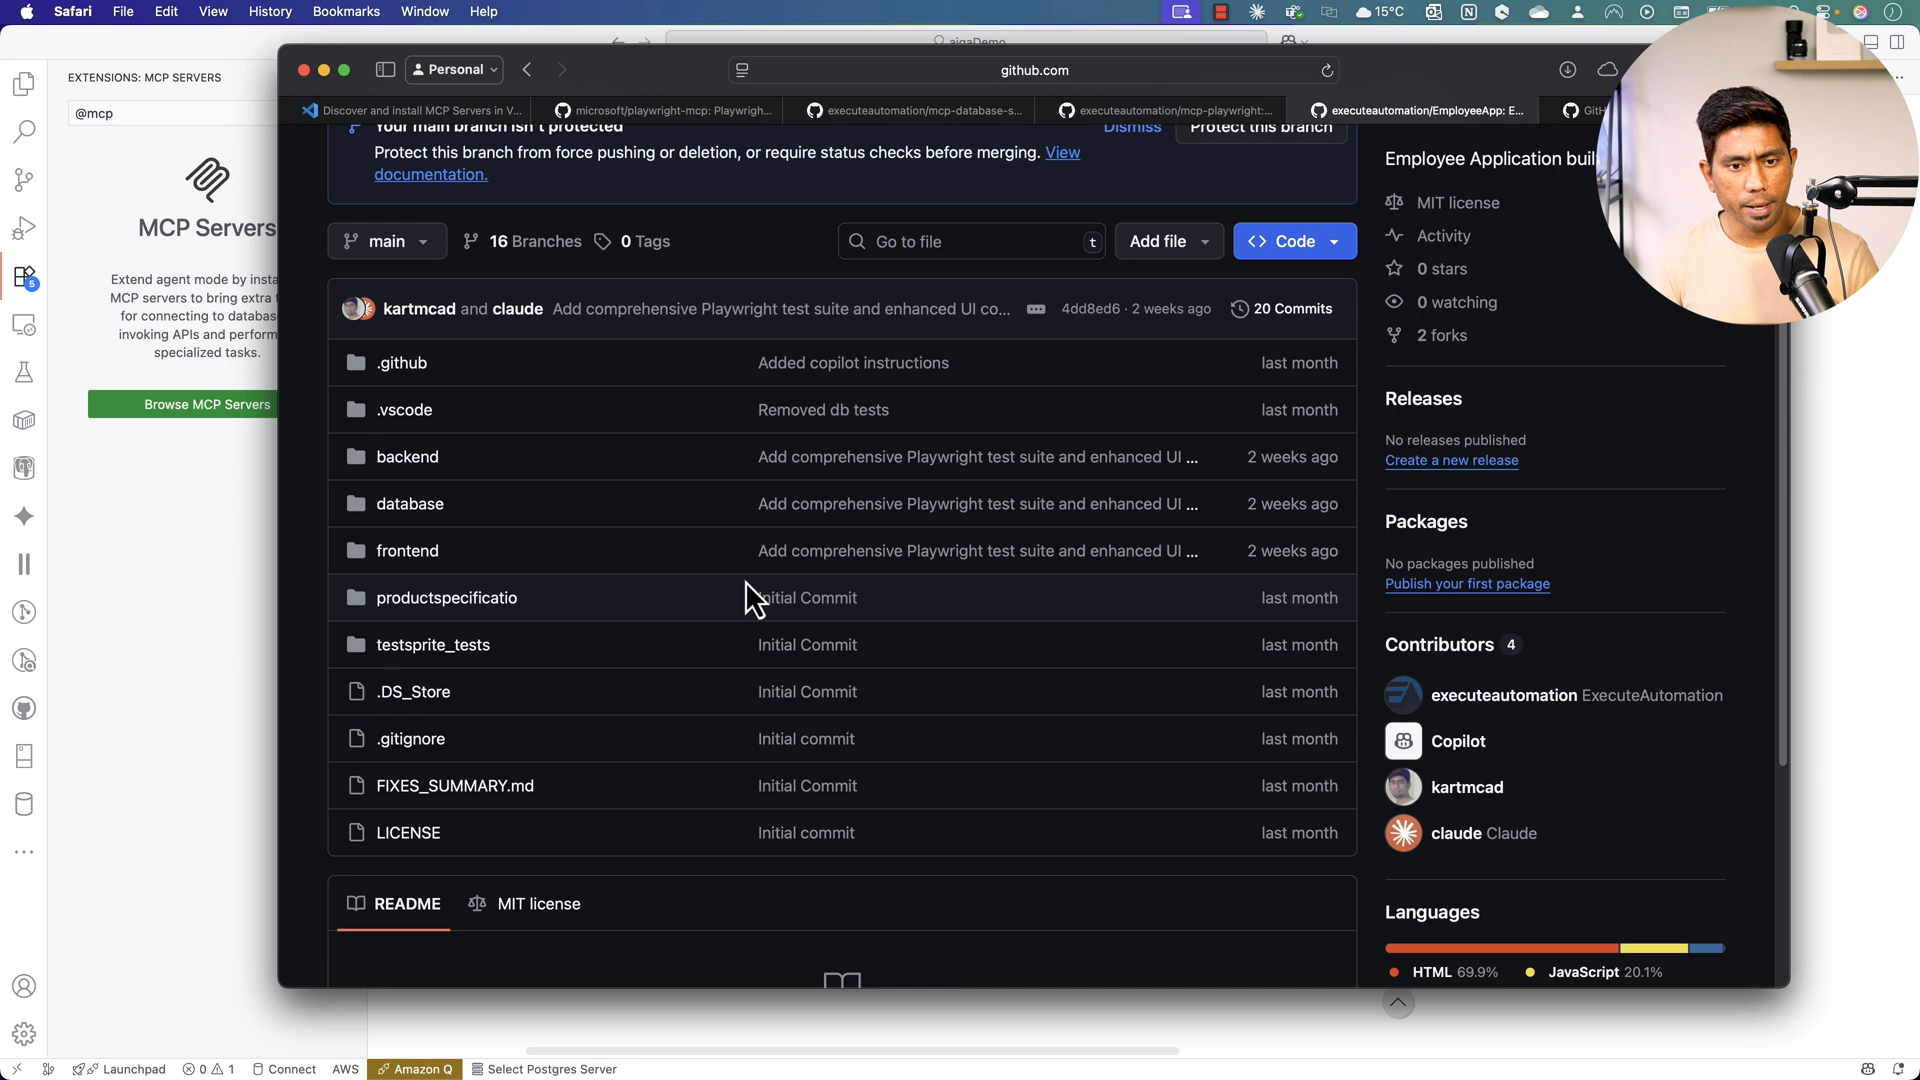 Safari File Edit View History Bookmarks Window Help
15°C
aiqaDemo
EXTENSIONS: MCP SERVERS
@mcp
MCP Servers
Extend agent mode by insta
MCP servers to bring extra
for connecting to databas
invoking APIs and perform
specialized tasks.
Browse MCP Servers
Personal
github.com
Discover and install MCP Servers in V...
microsoft/playwright-mcp: Playwrigh...
executeautomation/mcp-database-s...
executeautomation/mcp-playwright:...
executeautomation/EmployeeApp: E...
Your main branch isn't protected
Dismiss
Protect this branch
Protect this branch from force pushing or deletion, or require status checks before merging. View
documentation.
main
16 Branches
0 Tags
Go to file
t
Add file
Code
kartmcad and claude Add comprehensive Playwright test suite and enhanced UI co... 4dd8ed6 · 2 weeks ago 20 Commits
.github Added copilot instructions last month
.vscode Removed db tests last month
backend Add comprehensive Playwright test suite and enhanced UI ... 2 weeks ago
database Add comprehensive Playwright test suite and enhanced UI ... 2 weeks ago
frontend Add comprehensive Playwright test suite and enhanced UI ... 2 weeks ago
productspecificatio Initial Commit last month
testsprite_tests Initial Commit last month
.DS_Store Initial Commit last month
.gitignore Initial commit last month
FIXES_SUMMARY.md Initial Commit last month
LICENSE Initial commit last month
README MIT license
Employee Application buil
MIT license
Activity
0 stars
0 watching
2 forks
Releases
No releases published
Create a new release
Packages
No packages published
Publish your first package
Contributors 4
executeautomation ExecuteAutomation
Copilot
kartmcad
claude Claude
Languages
HTML 69.9% JavaScript 20.1%
5
Launchpad 0 1 Connect AWS Amazon Q Select Postgres Server